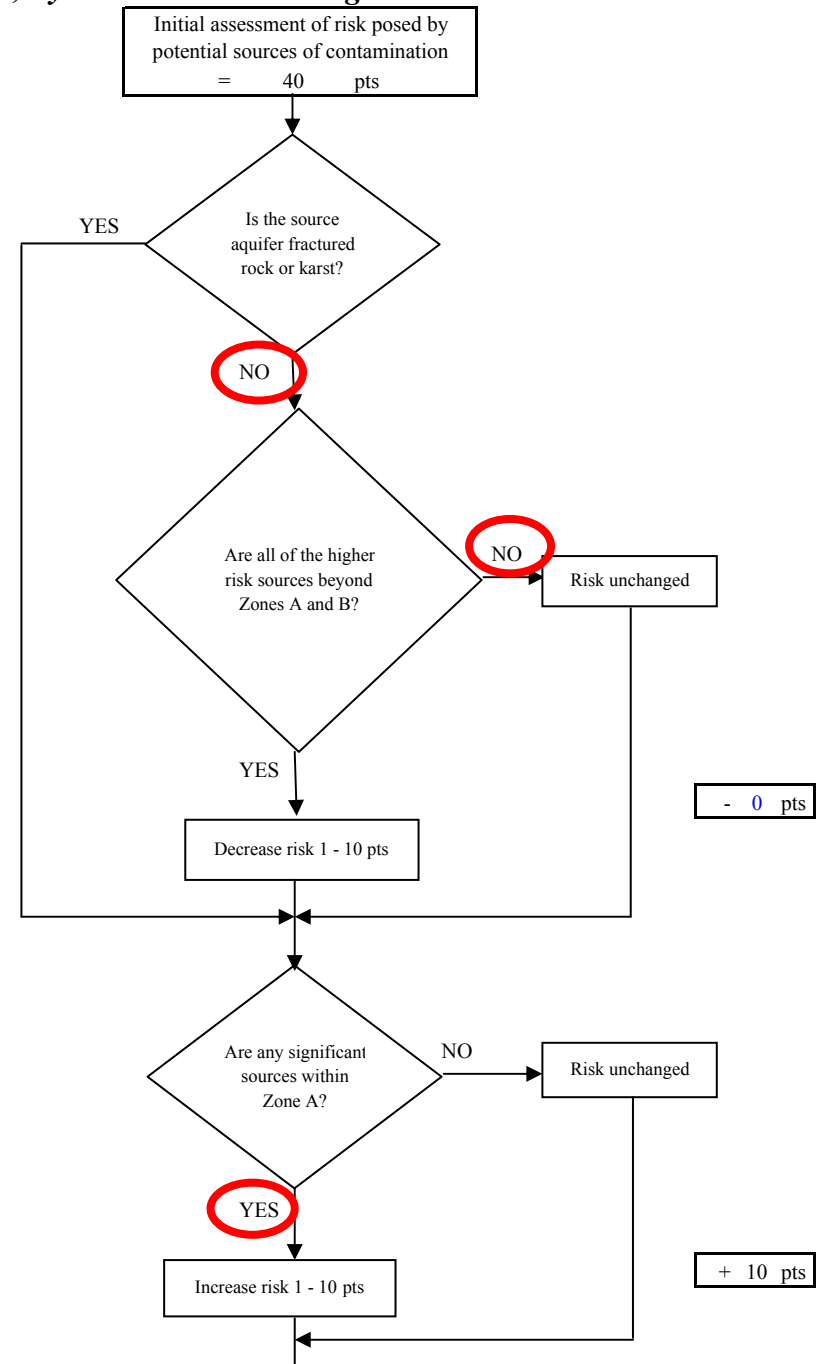 Initial assessment of risk posed by
potential sources of contamination
= 40 pts
YES
Is the source
aquifer fractured
rock or karst?
NO
Are all of the higher
risk sources beyond
Zones A and B?
NO
Risk unchanged
YES
- 0 pts
Decrease risk 1 - 10 pts
Are any significant
sources within
Zone A?
NO
Risk unchanged
YES
Increase risk 1 - 10 pts
+ 10 pts